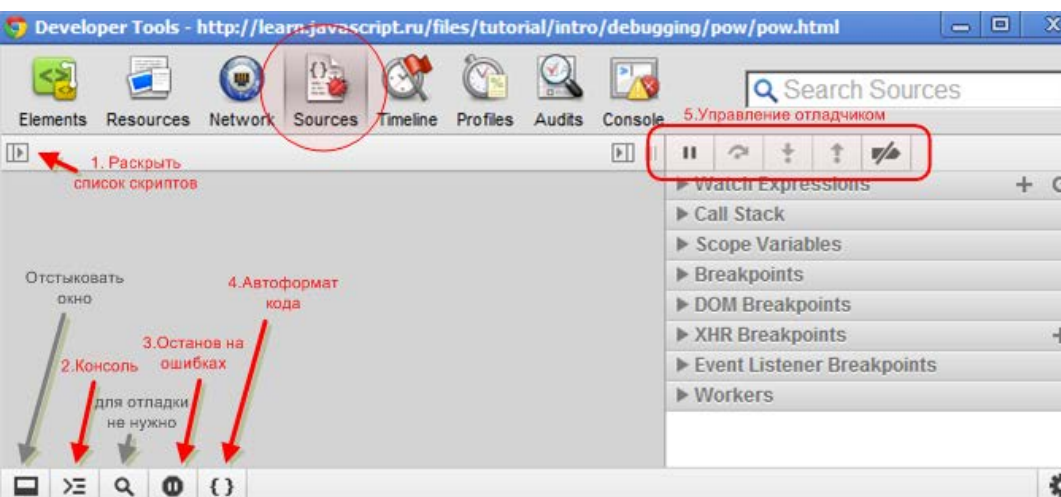 Developer Tools - http://learn.javascript.ru/files/tutorial/intro/debugging/pow/pow.html
Elements Resources Network Sources Timeline Profiles Audits Console
Search Sources
5.Управление отладчиком
1. Раскрыть
список скриптов
Watch Expressions
Call Stack
Scope Variables
Breakpoints
DOM Breakpoints
XHR Breakpoints
Event Listener Breakpoints
Workers
Отстыковать
окно
4.Автоформат
кода
3.Останов на
ошибках
2.Консоль
для отладки
не нужно